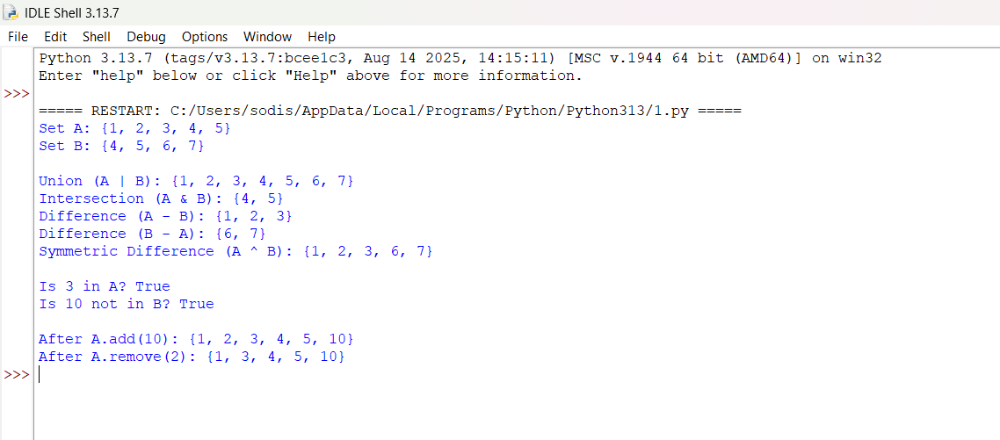 IDLE Shell 3.13.7
File Edit Shell Debug Options Window Help
Python 3.13.7 (tags/v3.13.7:bcee1c3, Aug 14 2025, 14:15:11) [MSC v.1944 64 bit (AMD64)] on win32
Enter "help" below or click "Help" above for more information.
>>>
===== RESTART: C:/Users/sodis/AppData/Local/Programs/Python/Python313/1.py =====
Set A: {1, 2, 3, 4, 5}
Set B: {4, 5, 6, 7}
Union (A | B): {1, 2, 3, 4, 5, 6, 7}
Intersection (A & B): {4, 5}
Difference (A - B): {1, 2, 3}
Difference (B - A): {6, 7}
Symmetric Difference (A ^ B): {1, 2, 3, 6, 7}
Is 3 in A? True
Is 10 not in B? True
After A.add(10): {1, 2, 3, 4, 5, 10}
After A.remove(2): {1, 3, 4, 5, 10}
>>>